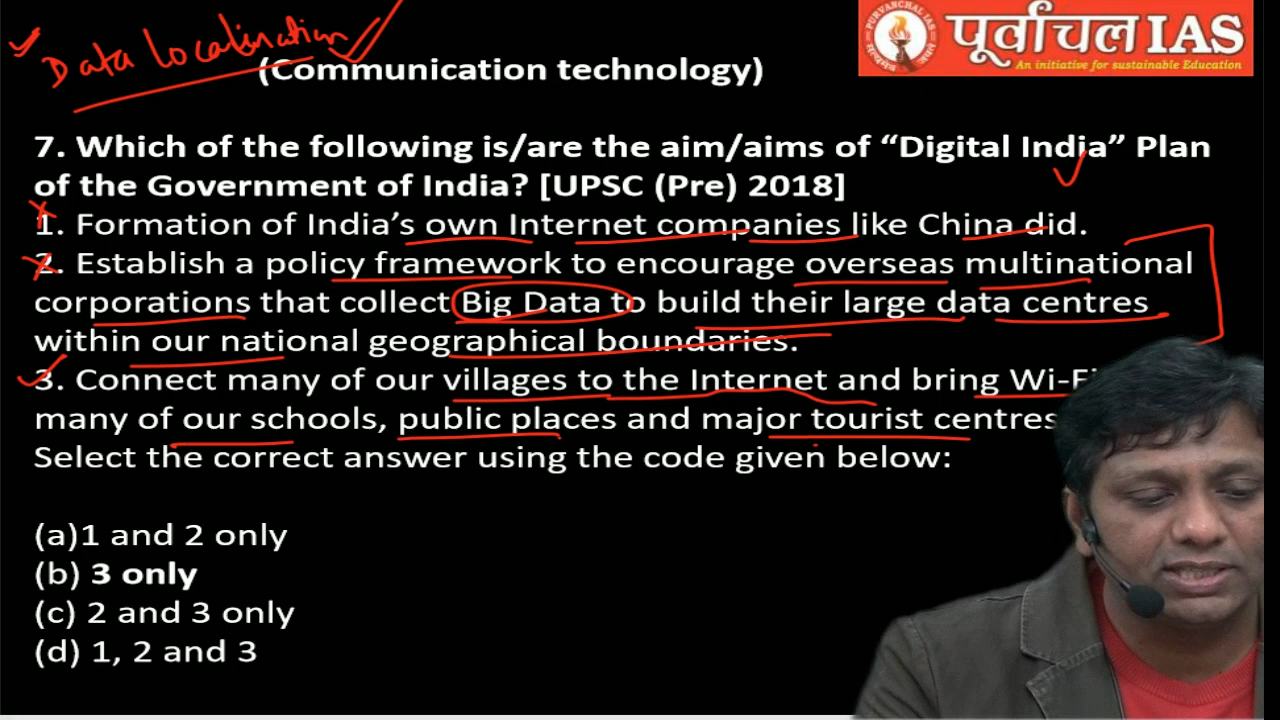 Data Localination
(Communication technology)
PURVANCHAL IAS
पूर्वांचल IAS
An initiative for sustainable Education
7. Which of the following is/are the aim/aims of “Digital India” Plan
of the Government of India? [UPSC (Pre) 2018]
1. Formation of India’s own Internet companies like China did.
2. Establish a policy framework to encourage overseas multinational
corporations that collect Big Data to build their large data centres
within our national geographical boundaries.
3. Connect many of our villages to the Internet and bring Wi-Fi
many of our schools, public places and major tourist centres
Select the correct answer using the code given below:
(a)1 and 2 only
(b) 3 only
(c) 2 and 3 only
(d) 1, 2 and 3